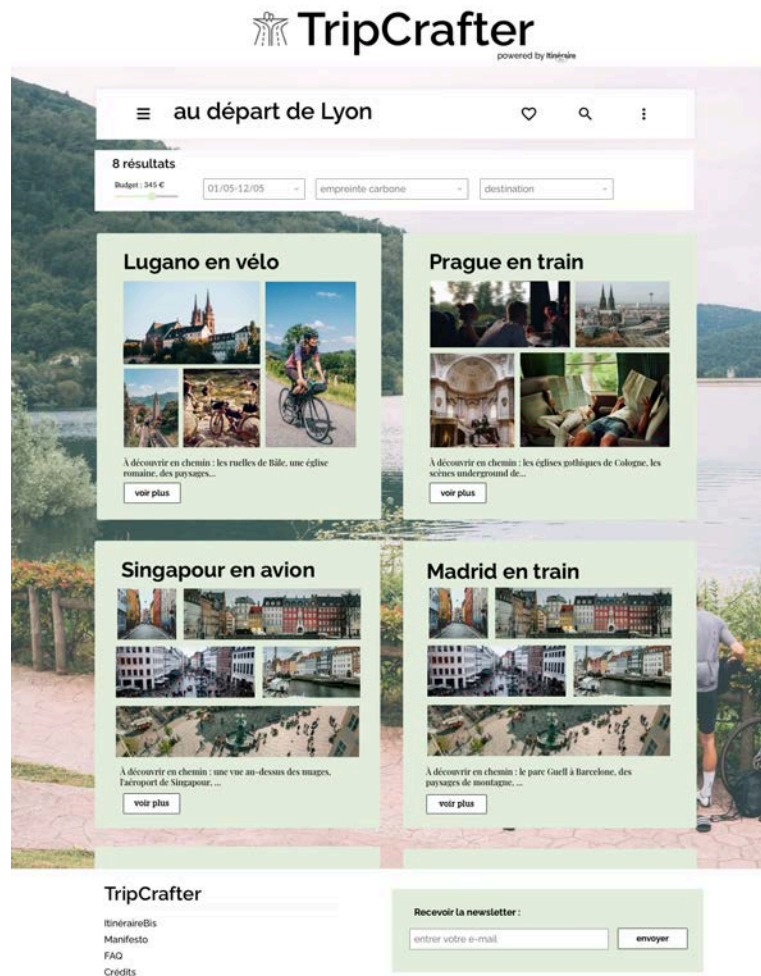 TripCrafter
powered by Itinéraire
au départ de Lyon
8 résultats
Budget : 345 €
01/05-12/05
empreinte carbone
destination
Lugano en vélo
À découvrir en chemin : les ruelles de Bâle, une église
romaine, des paysages...
voir plus
Prague en train
À découvrir en chemin : les églises gothiques de Cologne, les
scènes underground de...
voir plus
Singapour en avion
À découvrir en chemin : une vue au-dessus des nuages,
l'aéroport de Singapour, ...
voir plus
Madrid en train
À découvrir en chemin : le parc Guell à Barcelone, des
paysages de montagne, ...
voir plus
TripCrafter
ItinéraireBis
Manifesto
FAQ
Crédits
Recevoir la newsletter :
entrer votre e-mail
envoyer